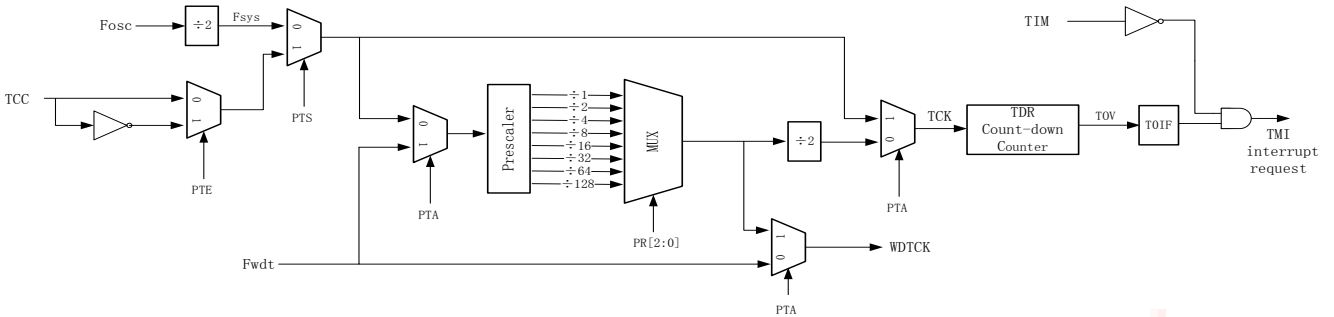 Fosc
÷2
Fsys
0
1
TIM
TCC
0
1
PTE
PTS
0
1
PTA
Prescaler
÷1
÷2
÷4
÷8
÷16
÷32
÷64
÷128
MUX
PR[2:0]
÷2
1
0
PTA
TCK
TDR
Count-down
Counter
TOV
TOIF
TMI
interrupt
request
Fwdt
1
0
PTA
WDTCK